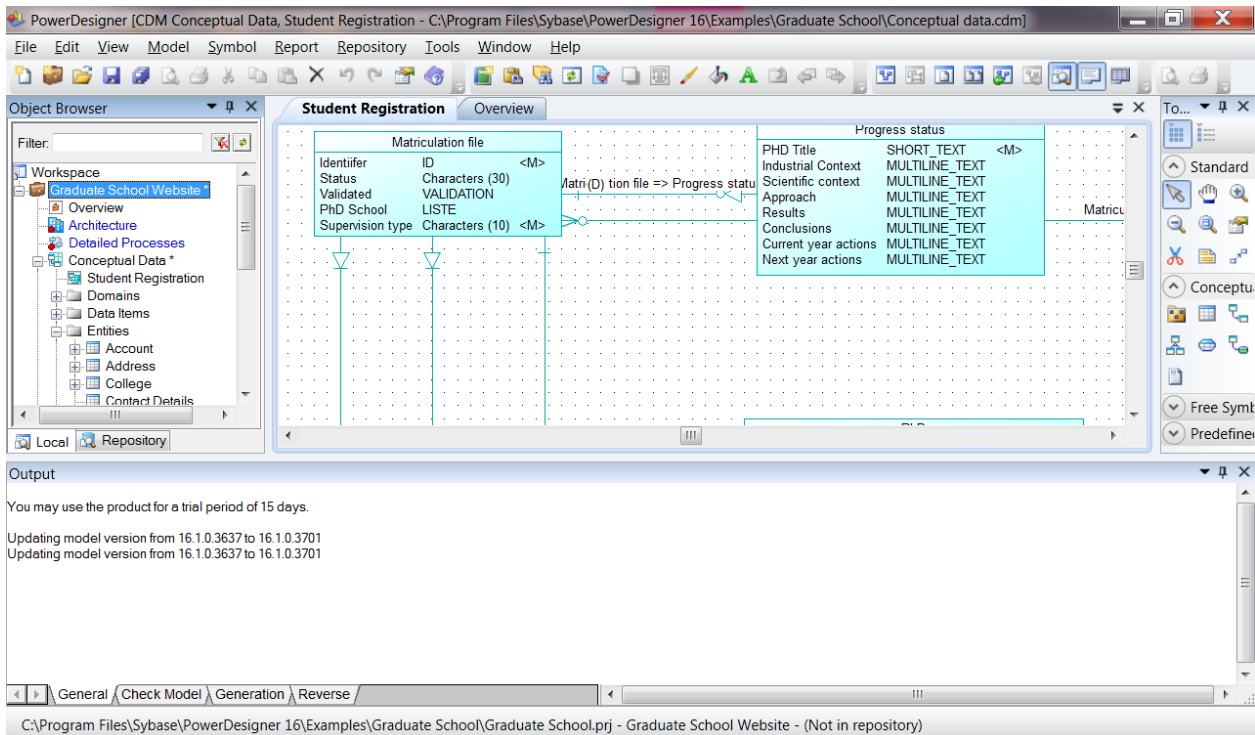 PowerDesigner [CDM Conceptual Data, Student Registration - C:\Program Files\Sybase\PowerDesigner 16\Examples\Graduate School\Conceptual data.cdm]
File Edit View Model Symbol Report Repository Tools Window Help
Object Browser
Filter:
Workspace
Graduate School Website *
Overview
Architecture
Detailed Processes
Conceptual Data *
Student Registration
Domains
Data Items
Entities
Account
Address
College
Contact Details
Local Repository
Student Registration Overview
Matriculation file
Identiifer ID <M>
Status Characters (30)
Validated VALIDATION
PhD School LISTE
Supervision type Characters (10) <M>
Matri(D) tion file => Progress statu
Progress status
PHD Title SHORT_TEXT <M>
Industrial Context MULTILINE_TEXT
Scientific context MULTILINE_TEXT
Approach MULTILINE_TEXT
Results MULTILINE_TEXT
Conclusions MULTILINE_TEXT
Current year actions MULTILINE_TEXT
Next year actions MULTILINE_TEXT
Matricu
To...
Standard
Conceptu
Free Symb
Predefine
Output
You may use the product for a trial period of 15 days.
Updating model version from 16.1.0.3637 to 16.1.0.3701
Updating model version from 16.1.0.3637 to 16.1.0.3701
General Check Model Generation Reverse
C:\Program Files\Sybase\PowerDesigner 16\Examples\Graduate School\Graduate School.prj - Graduate School Website - (Not in repository)